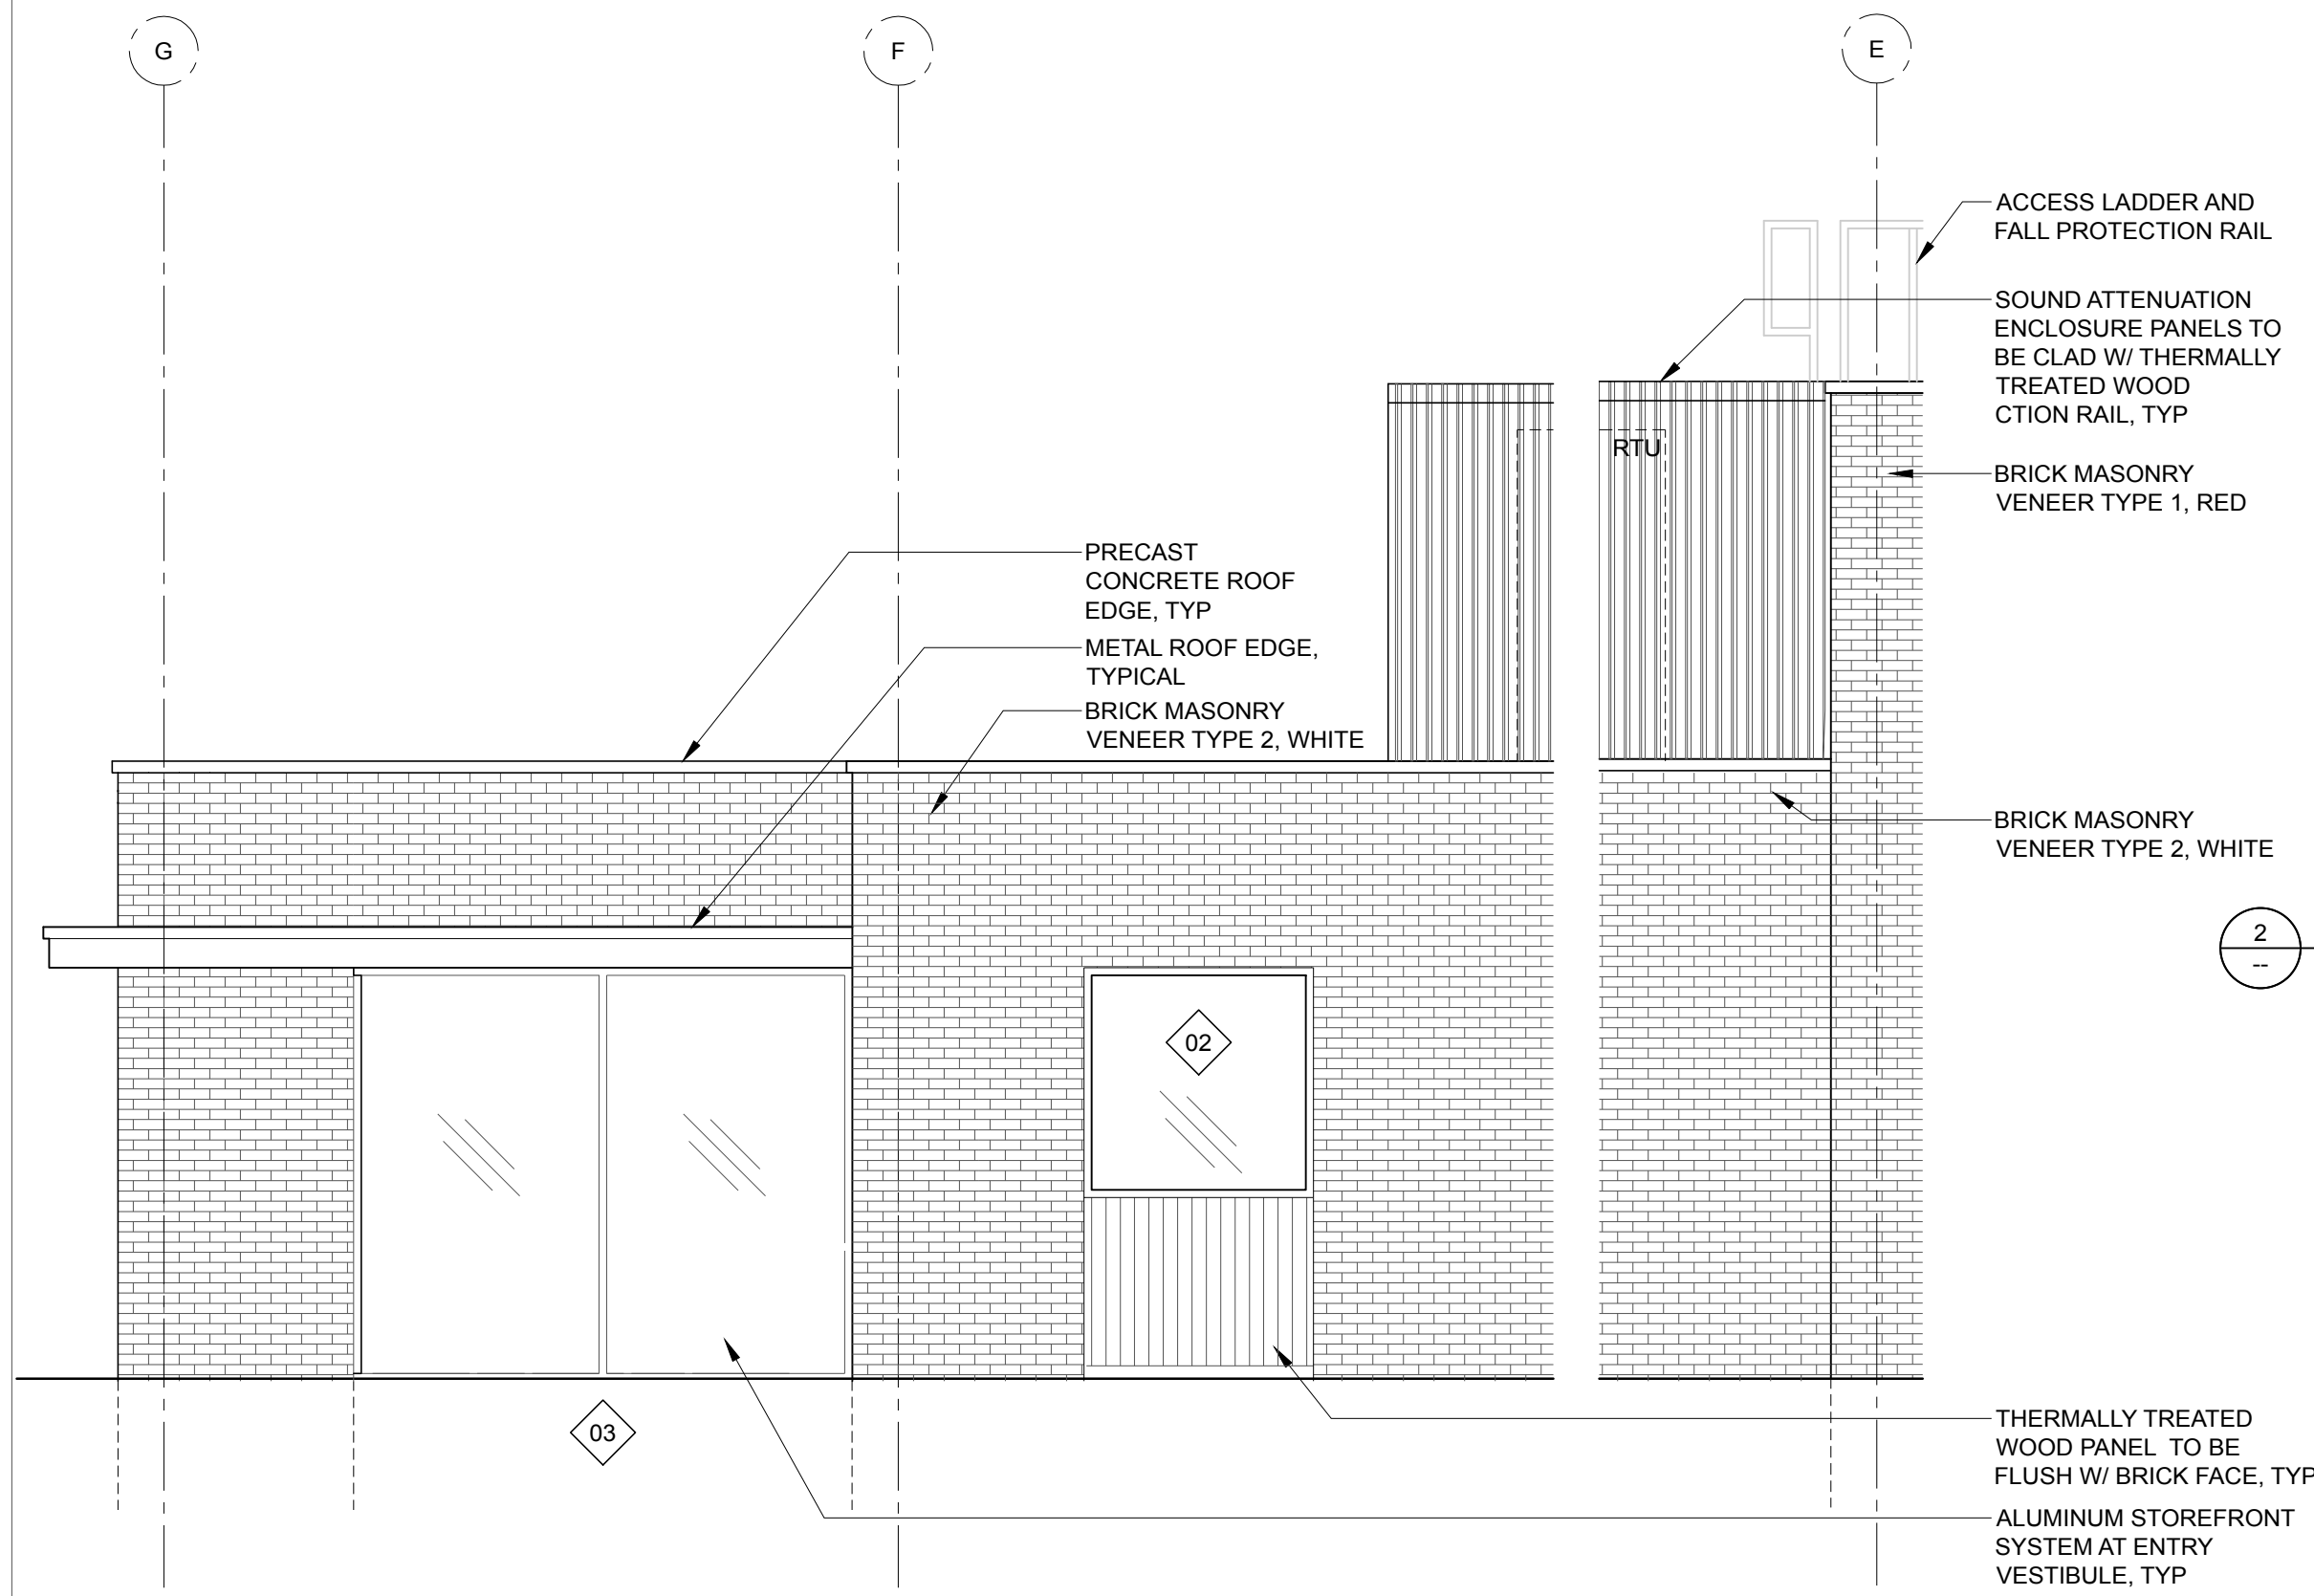 G
F
E
ACCESS LADDER AND
FALL PROTECTION RAIL
SOUND ATTENUATION
ENCLOSURE PANELS TO
BE CLAD W/ THERMALLY
TREATED WOOD
CTION RAIL, TYP
RTU
BRICK MASONRY
VENEER TYPE 1, RED
PRECAST
CONCRETE ROOF
EDGE, TYP
METAL ROOF EDGE,
TYPICAL
BRICK MASONRY
VENEER TYPE 2, WHITE
BRICK MASONRY
VENEER TYPE 2, WHITE
2
--
02
03
THERMALLY TREATED
WOOD PANEL TO BE
FLUSH W/ BRICK FACE, TYP
ALUMINUM STOREFRONT
SYSTEM AT ENTRY
VESTIBULE, TYP